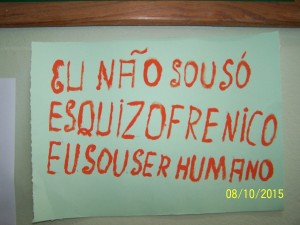 EU NÃO SOU SÓ
ESQUIZOFRENICO
EU SOU SER HUMANO
08/10/2015